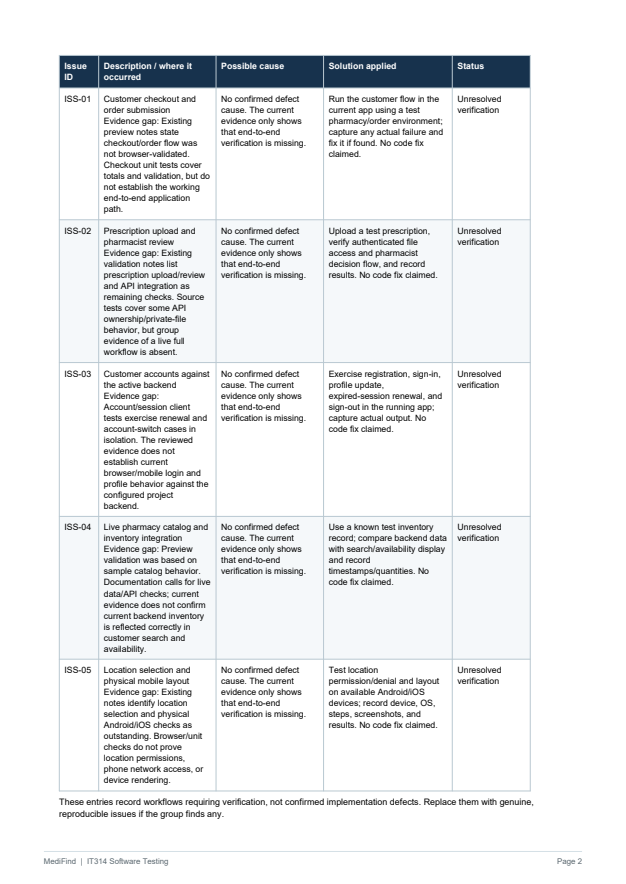 Issue ID
Description / where it occurred
Possible cause
Solution applied
Status
ISS-01
Customer checkout and
order submission
Evidence gap: Existing
preview notes state
checkout/order flow was
not browser-validated.
Checkout unit tests cover
totals and validation, but do
not establish the working
end-to-end application
path.
No confirmed defect
cause. The current
evidence only shows
that end-to-end
verification is missing.
Run the customer flow in the
current app using a test
pharmacy/order environment;
capture any actual failure and
fix it if found. No code fix
claimed.
Unresolved
verification
ISS-02
Prescription upload and
pharmacist review
Evidence gap: Existing
validation notes list
prescription upload/review
and API integration as
remaining checks. Source
tests cover some API
ownership/private-file
behavior, but group
evidence of a live full
workflow is absent.
No confirmed defect
cause. The current
evidence only shows
that end-to-end
verification is missing.
Upload a test prescription,
verify authenticated file
access and pharmacist
decision flow, and record
results. No code fix claimed.
Unresolved
verification
ISS-03
Customer accounts against
the active backend
Evidence gap:
Account/session client
tests exercise renewal and
account-switch cases in
isolation. The reviewed
evidence does not
establish current
browser/mobile login and
profile behavior against the
configured project
backend.
No confirmed defect
cause. The current
evidence only shows
that end-to-end
verification is missing.
Exercise registration, sign-in,
profile update,
expired-session renewal, and
sign-out in the running app;
capture actual output. No
code fix claimed.
Unresolved
verification
ISS-04
Live pharmacy catalog and
inventory integration
Evidence gap: Preview
validation was based on
sample catalog behavior.
Documentation calls for live
data/API checks; current
evidence does not confirm
current backend inventory
is reflected correctly in
customer search and
availability.
No confirmed defect
cause. The current
evidence only shows
that end-to-end
verification is missing.
Use a known test inventory
record; compare backend data
with search/availability display
and record
timestamps/quantities. No
code fix claimed.
Unresolved
verification
ISS-05
Location selection and
physical mobile layout
Evidence gap: Existing
notes identify location
selection and physical
Android/iOS checks as
outstanding. Browser/unit
checks do not prove
location permissions,
phone network access, or
device rendering.
No confirmed defect
cause. The current
evidence only shows
that end-to-end
verification is missing.
Test location
permission/denial and layout
on available Android/iOS
devices; record device, OS,
steps, screenshots, and
results. No code fix claimed.
Unresolved
verification
These entries record workflows requiring verification, not confirmed implementation defects. Replace them with genuine,
reproducible issues if the group finds any.
MediFind | IT314 Software Testing
Page 2